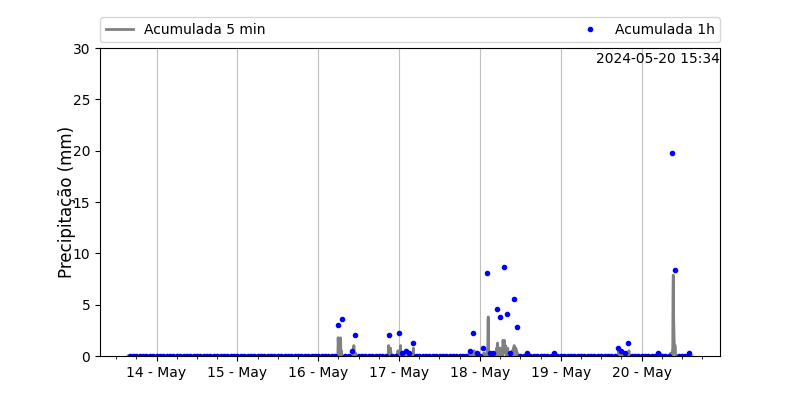 Acumulada 5 min
Acumulada 1h
2024-05-20 15:34
Precipitação (mm)
30
25
20
15
10
5
0
14 - May
15 - May
16 - May
17 - May
18 - May
19 - May
20 - May